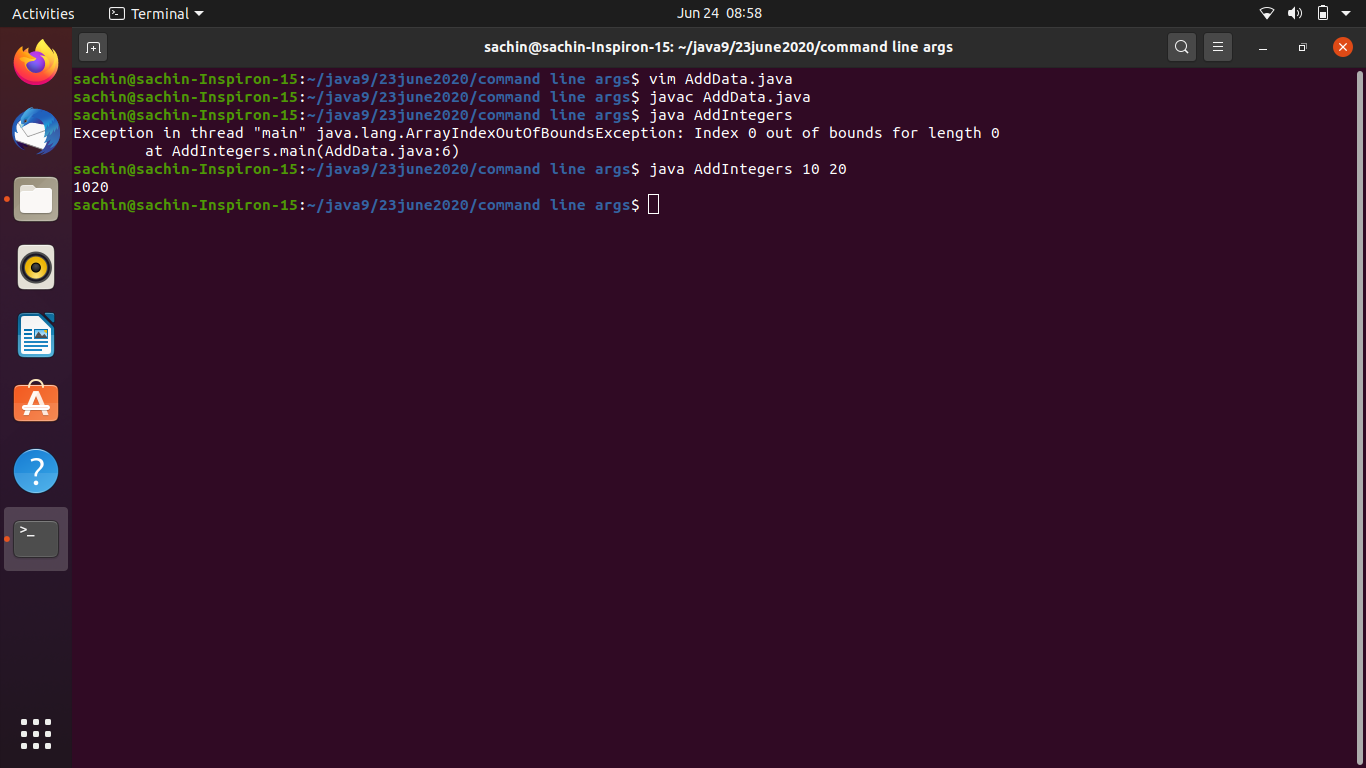 Activities
Terminal
Jun 24 08:58
sachin@sachin-Inspiron-15: ~/java9/23june2020/command line args
sachin@sachin-Inspiron-15:~/java9/23june2020/command line args$ vim AddData.java
sachin@sachin-Inspiron-15:~/java9/23june2020/command line args$ javac AddData.java
sachin@sachin-Inspiron-15:~/java9/23june2020/command line args$ java AddIntegers
Exception in thread "main" java.lang.ArrayIndexOutOfBoundsException: Index 0 out of bounds for length 0
        at AddIntegers.main(AddData.java:6)
sachin@sachin-Inspiron-15:~/java9/23june2020/command line args$ java AddIntegers 10 20
1020
sachin@sachin-Inspiron-15:~/java9/23june2020/command line args$